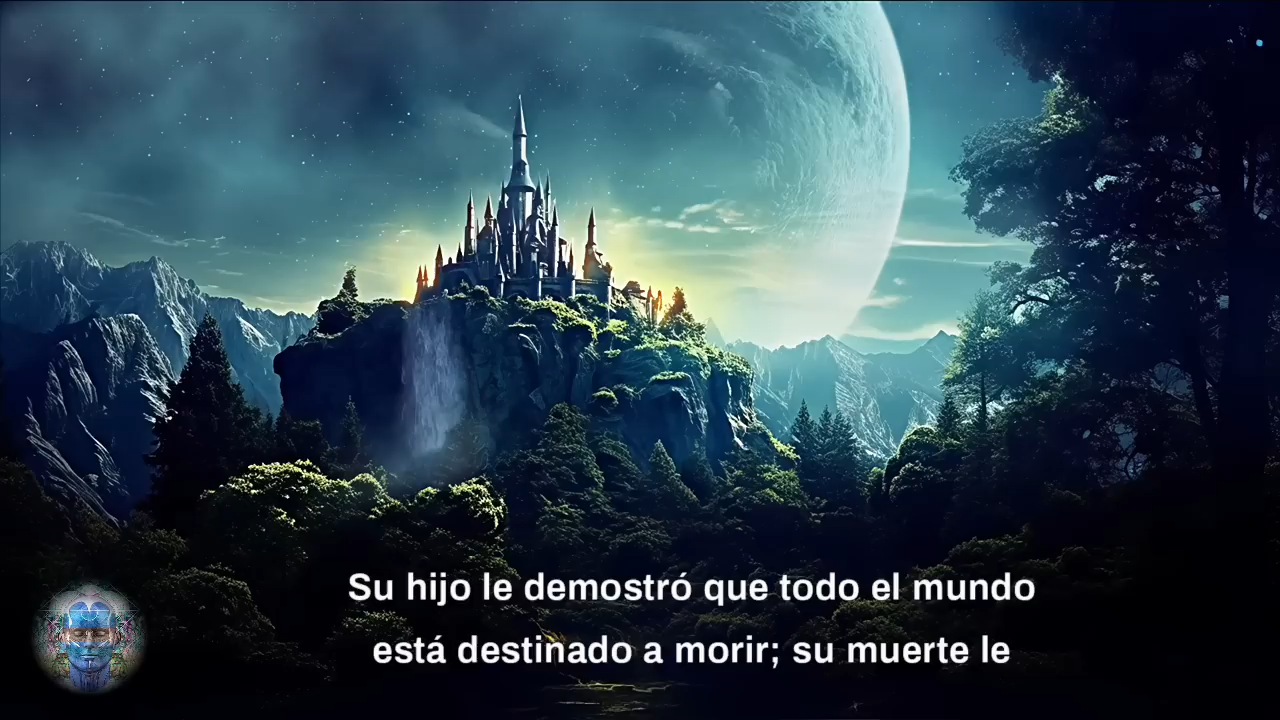 Su hijo le demostró que todo el mundo
está destinado a morir; su muerte le